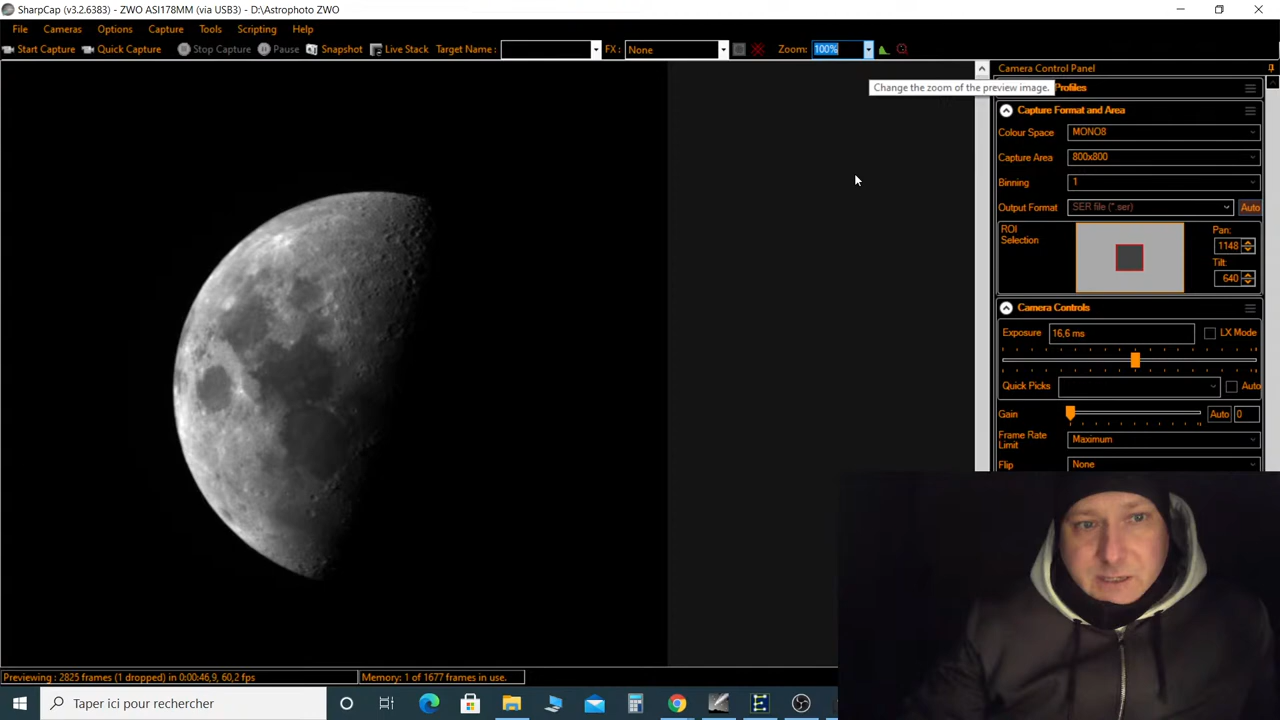 SharpCap (v3.2.6383) - ZWO ASI178MM (via USB3) - D:\Astrophoto ZWO
File Cameras Options Capture Tools Scripting Help
Start Capture Quick Capture Stop Capture Pause Snapshot Live Stack Target Name : FX : None Zoom: 100%
Camera Control Panel
Change the zoom of the preview image. Profiles
Capture Format and Area
Colour Space MONO8
Capture Area 800x800
Binning 1
Output Format SER file (*.ser) Auto
ROI Selection Pan: 1148
Tilt: 640
Camera Controls
Exposure 16,6 ms LX Mode
Quick Picks Auto
Gain Auto 0
Frame Rate Limit Maximum
Flip None
Previewing : 2825 frames (1 dropped) in 0:00:46,9, 60,2 fps Memory: 1 of 1677 frames in use.
Taper ici pour rechercher